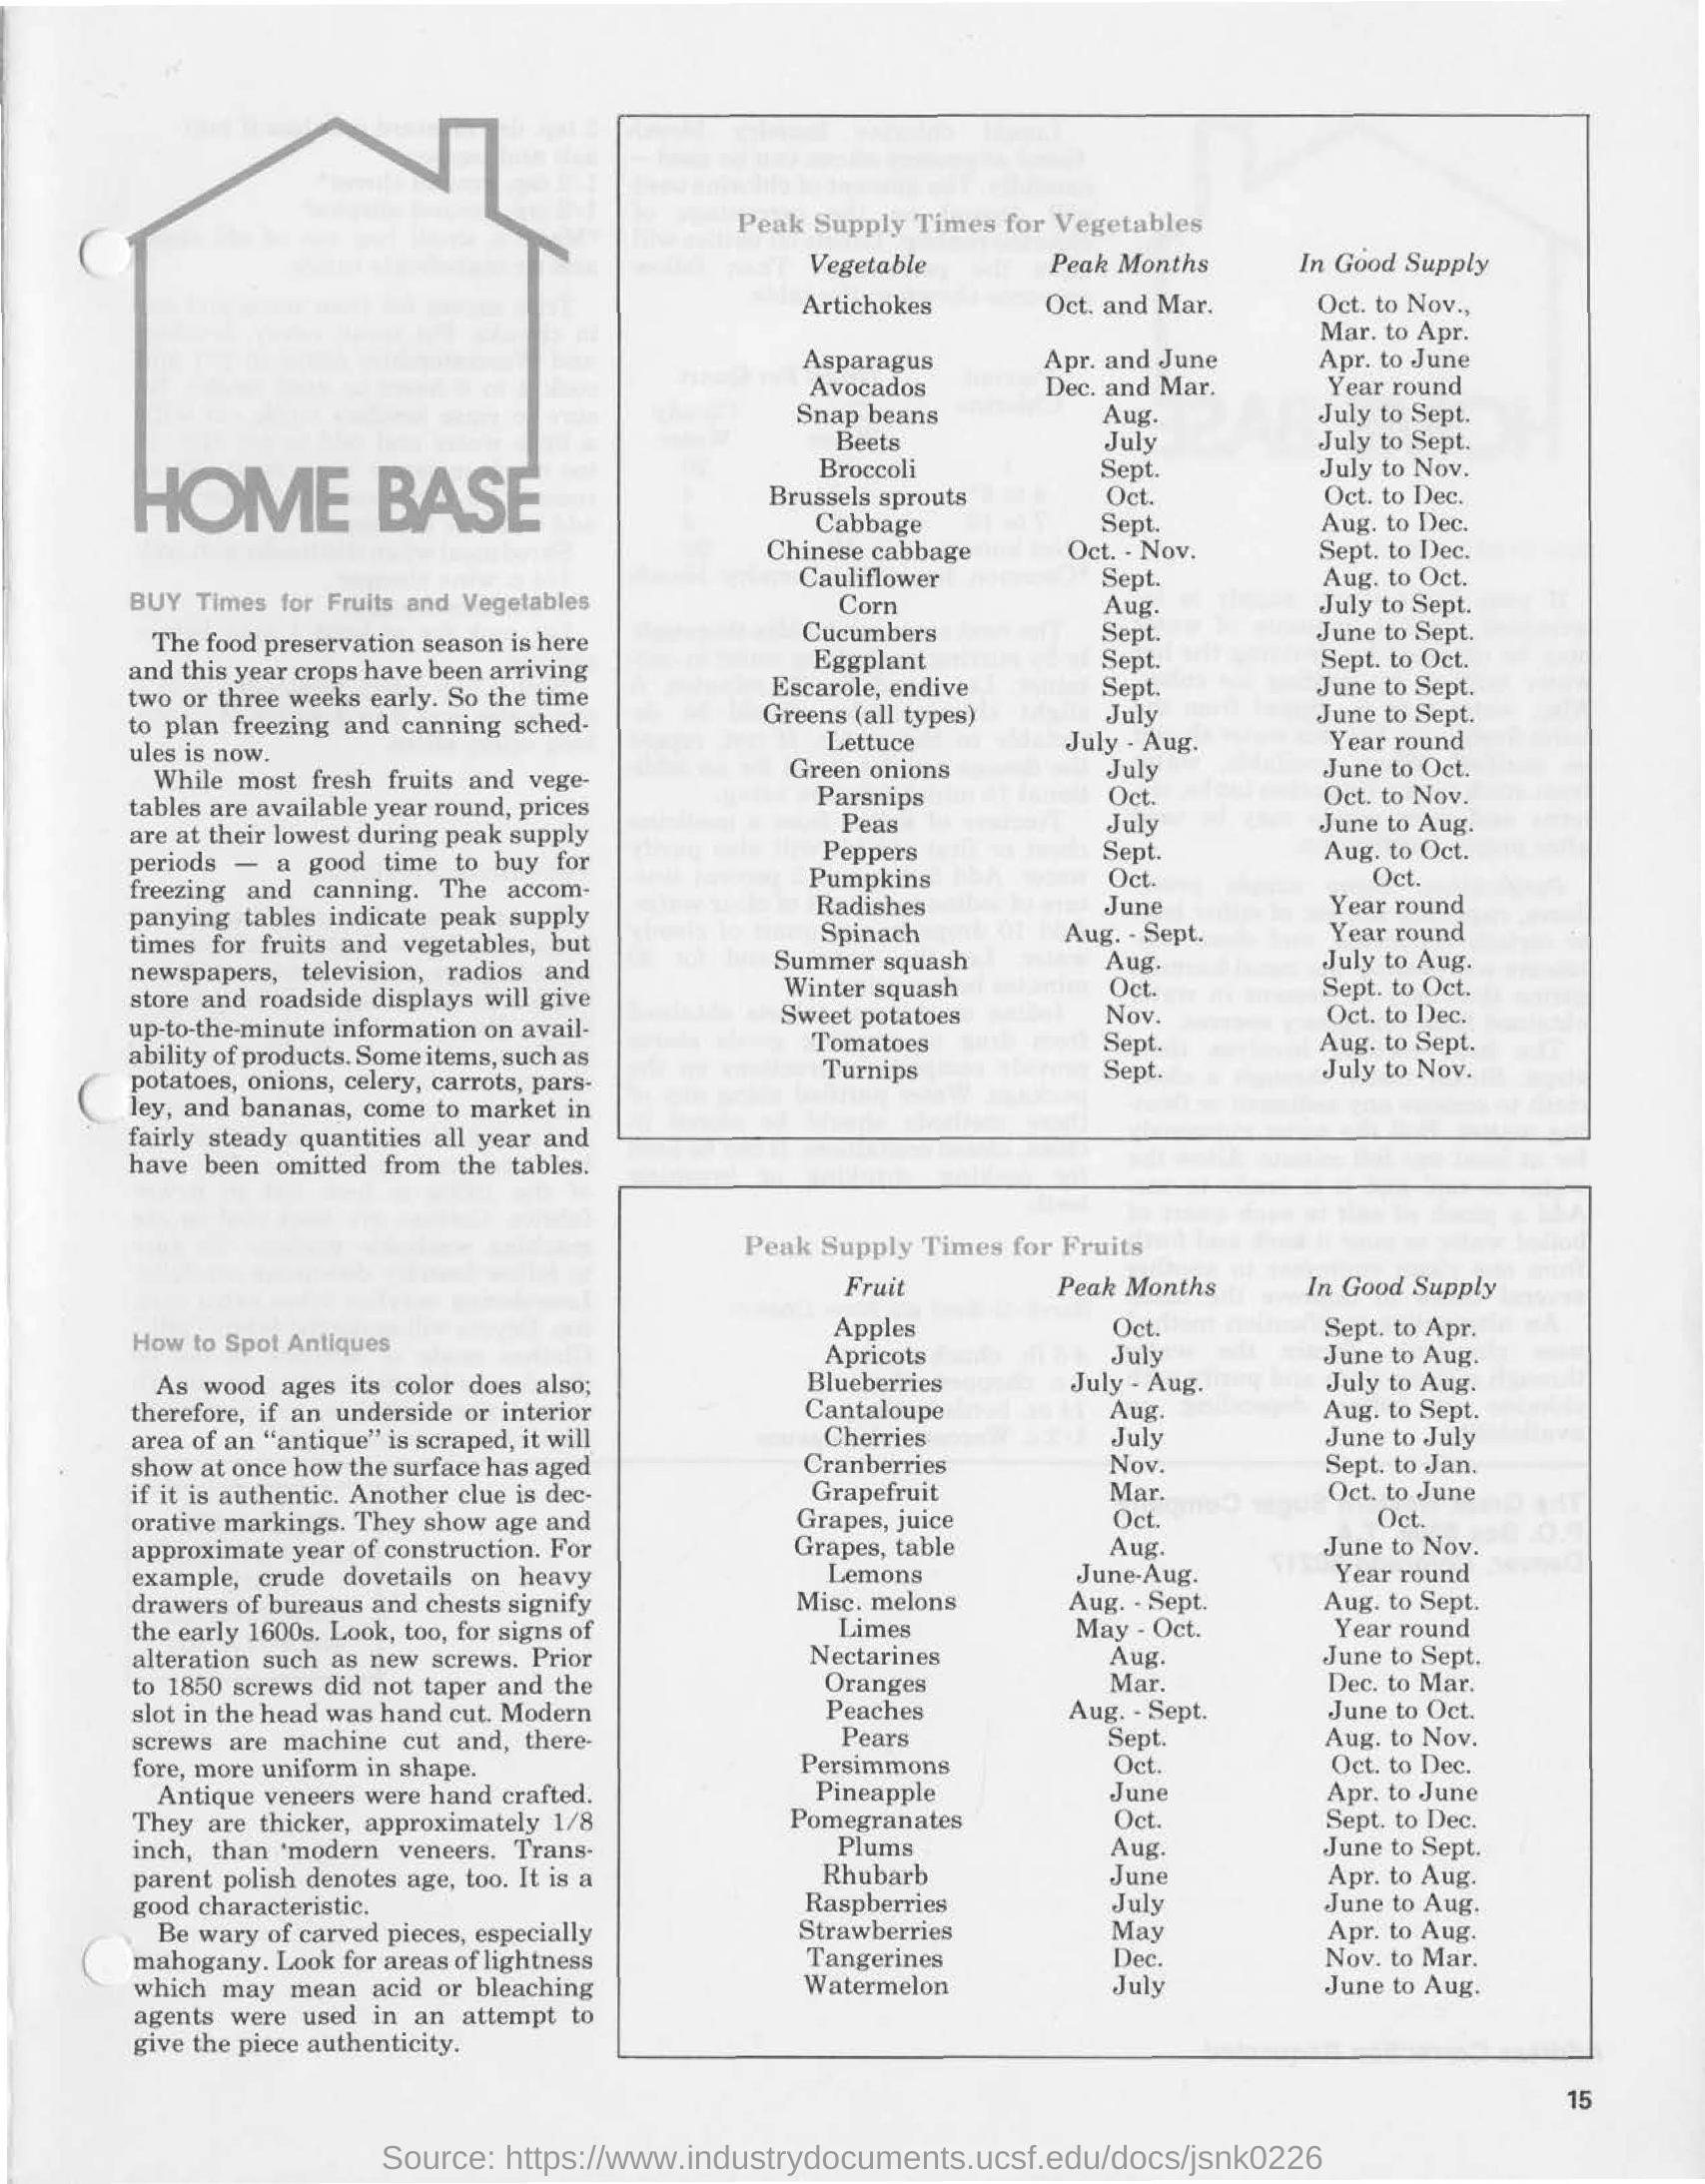 HOME BASE
BUY Times for Fruits and Vegetables
The food preservation season is here
and this year crops have been arriving
two or three weeks early. So the time
to plan freezing and canning sched-
ules is now.
While most fresh fruits and vege-
tables are available year round, prices
are at their lowest during peak supply
periods — a good time to buy for
freezing and canning. The accom-
panying tables indicate peak supply
times for fruits and vegetables, but
newspapers, television, radios and
store and roadside displays will give
up-to-the-minute information on avail-
ability of products. Some items, such as
potatoes, onions, celery, carrots, pars-
ley, and bananas, come to market in
fairly steady quantities all year and
have been omitted from the tables.
How to Spot Antiques
As wood ages its color does also;
therefore, if an underside or interior
area of an “antique” is scraped, it will
show at once how the surface has aged
if it is authentic. Another clue is dec-
orative markings. They show age and
approximate year of construction. For
example, crude dovetails on heavy
drawers of bureaus and chests signify
the early 1600s. Look, too, for signs of
alteration such as new screws. Prior
to 1850 screws did not taper and the
slot in the head was hand cut. Modern
screws are machine cut and, there-
fore, more uniform in shape.
Antique veneers were hand crafted.
They are thicker, approximately 1/8
inch, than modern veneers. Trans-
parent polish denotes age, too. It is a
good characteristic.
Be wary of carved pieces, especially
mahogany. Look for areas of lightness
which may mean acid or bleaching
agents were used in an attempt to
give the piece authenticity.
Peak Supply Times for Vegetables
Vegetable Peak Months In Good Supply
Artichokes Oct. and Mar. Oct. to Nov.,
Mar. to Apr.
Asparagus Apr. and June Apr. to June
Avocados Dec. and Mar. Year round
Snap beans Aug. July to Sept.
Beets July July to Sept.
Broccoli Sept. July to Nov.
Brussels sprouts Oct. Oct. to Dec.
Cabbage Sept. Aug. to Dec.
Chinese cabbage Oct. - Nov. Sept. to Dec.
Cauliflower Sept. Aug. to Oct.
Corn Aug. July to Sept.
Cucumbers Sept. June to Sept.
Eggplant Sept. Sept. to Oct.
Escarole, endive Sept. June to Sept.
Greens (all types) July June to Sept.
Lettuce July - Aug. Year round
Green onions July June to Oct.
Parsnips Oct. Oct. to Nov.
Peas July June to Aug.
Peppers Sept. Aug. to Oct.
Pumpkins Oct. Oct.
Radishes June Year round
Spinach Aug. - Sept. Year round
Summer squash Aug. July to Aug.
Winter squash Oct. Sept. to Oct.
Sweet potatoes Nov. Oct. to Dec.
Tomatoes Sept. Aug. to Sept.
Turnips Sept. July to Nov.
Peak Supply Times for Fruits
Fruit Peak Months In Good Supply
Apples Oct. Sept. to Apr.
Apricots July June to Aug.
Blueberries July - Aug. July to Aug.
Cantaloupe Aug. Aug. to Sept.
Cherries July June to July
Cranberries Nov. Sept. to Jan.
Grapefruit Mar. Oct. to June
Grapes, juice Oct. Oct.
Grapes, table Aug. June to Nov.
Lemons June-Aug. Year round
Misc. melons Aug. - Sept. Aug. to Sept.
Limes May - Oct. Year round
Nectarines Aug. June to Sept.
Oranges Mar. Dec. to Mar.
Peaches Aug. - Sept. June to Oct.
Pears Sept. Aug. to Nov.
Persimmons Oct. Oct. to Dec.
Pineapple June Apr. to June
Pomegranates Oct. Sept. to Dec.
Plums Aug. June to Sept.
Rhubarb June Apr. to Aug.
Raspberries July June to Aug.
Strawberries May Apr. to Aug.
Tangerines Dec. Nov. to Mar.
Watermelon July June to Aug.
15
Source: https://www.industrydocuments.ucsf.edu/docs/jsnk0226